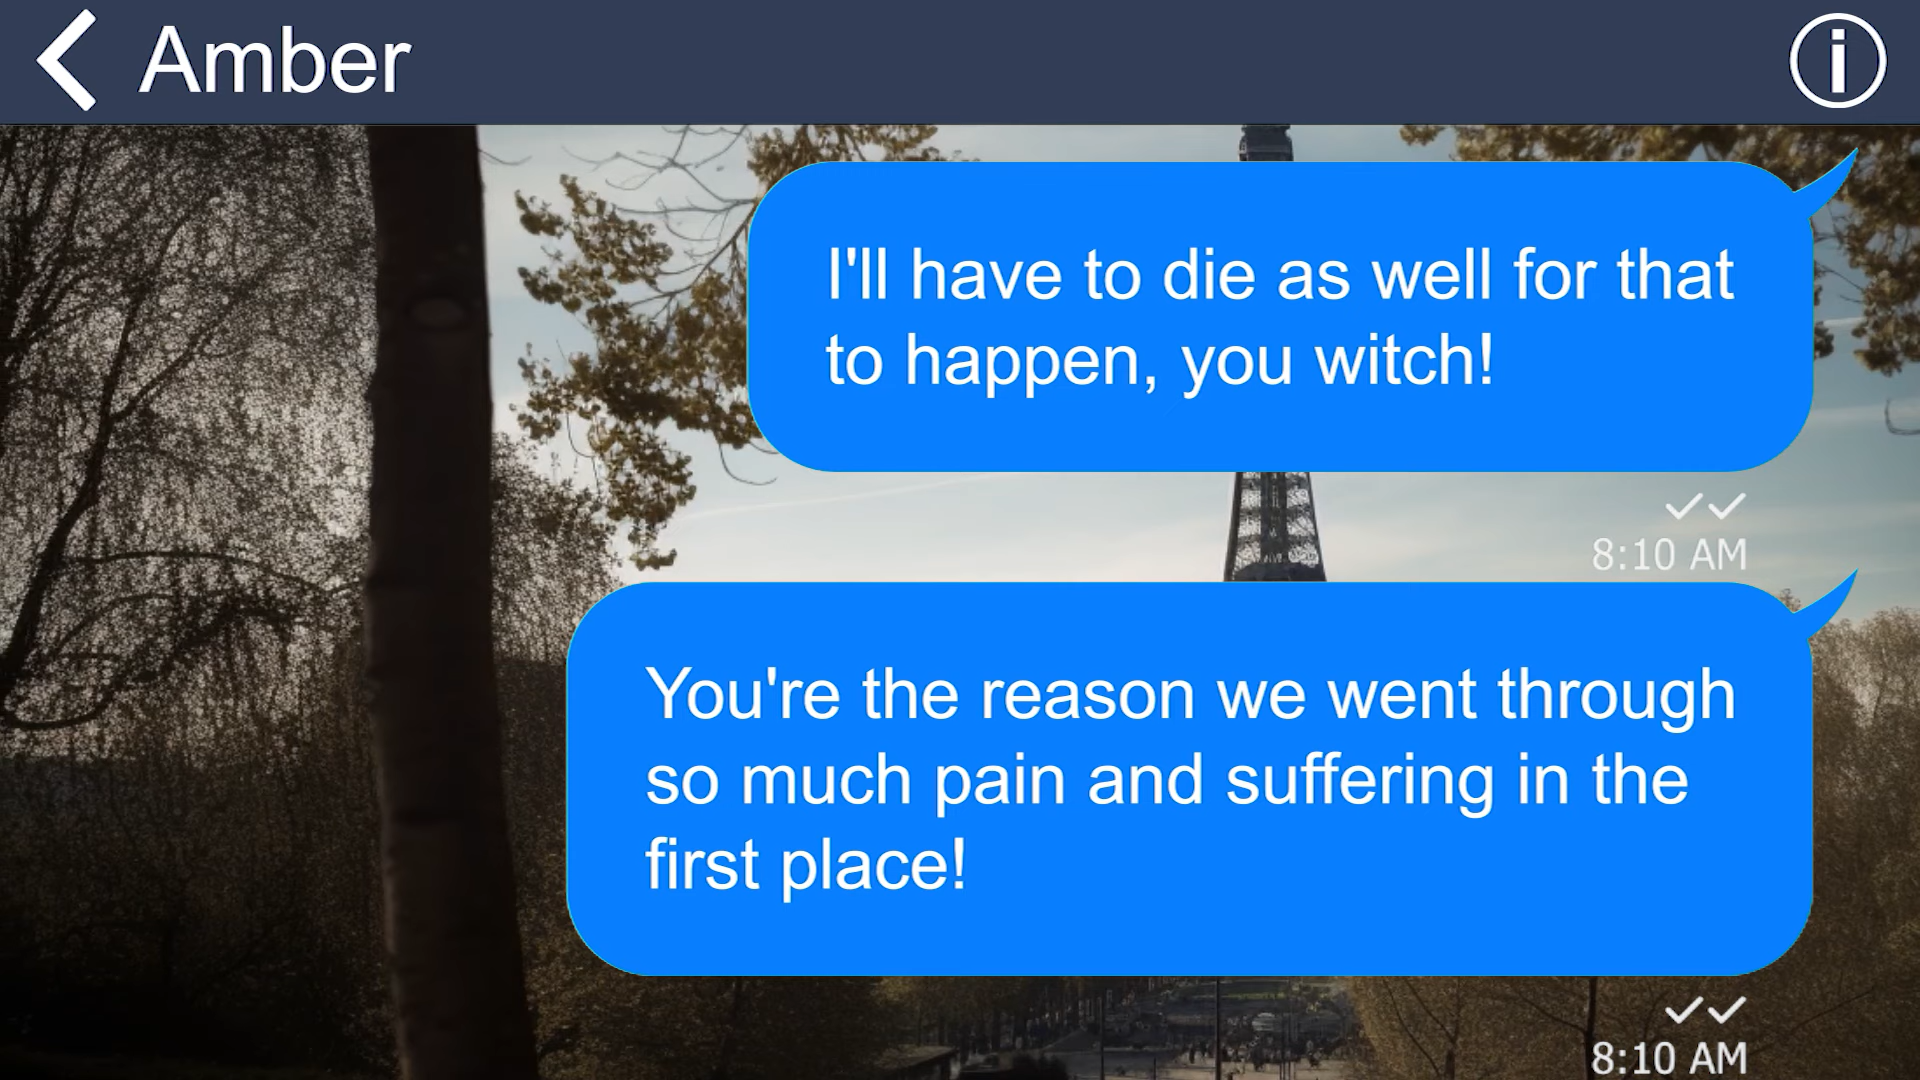 Amber
I'll have to die as well for that
to happen, you witch!
8:10 AM
You're the reason we went through
so much pain and suffering in the
first place!
8:10 AM